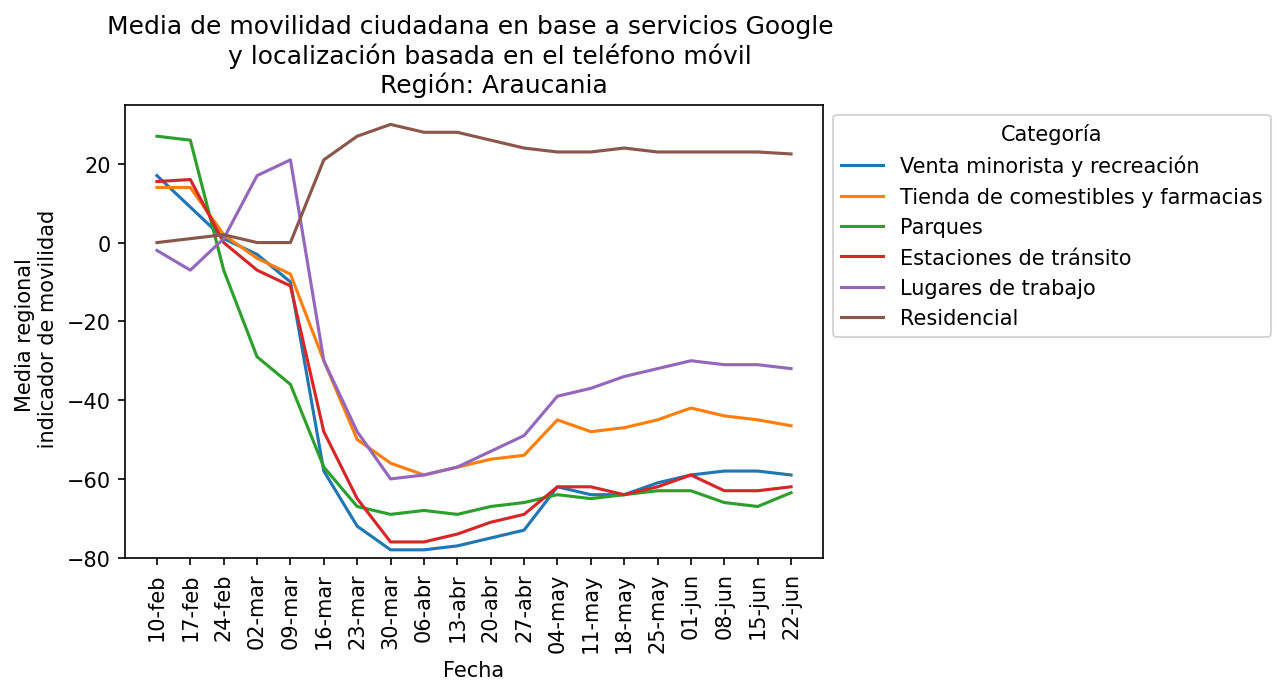 Media de movilidad ciudadana en base a servicios Google
y localización basada en el teléfono móvil
Región: Araucania
Categoría
Venta minorista y recreación
Tienda de comestibles y farmacias
Parques
Estaciones de tránsito
Lugares de trabajo
Residencial
Media regional
indicador de movilidad
20
0
−20
−40
−60
−80
10-feb
17-feb
24-feb
02-mar
09-mar
16-mar
23-mar
30-mar
06-abr
13-abr
20-abr
27-abr
04-may
11-may
18-may
25-may
01-jun
08-jun
15-jun
22-jun
Fecha